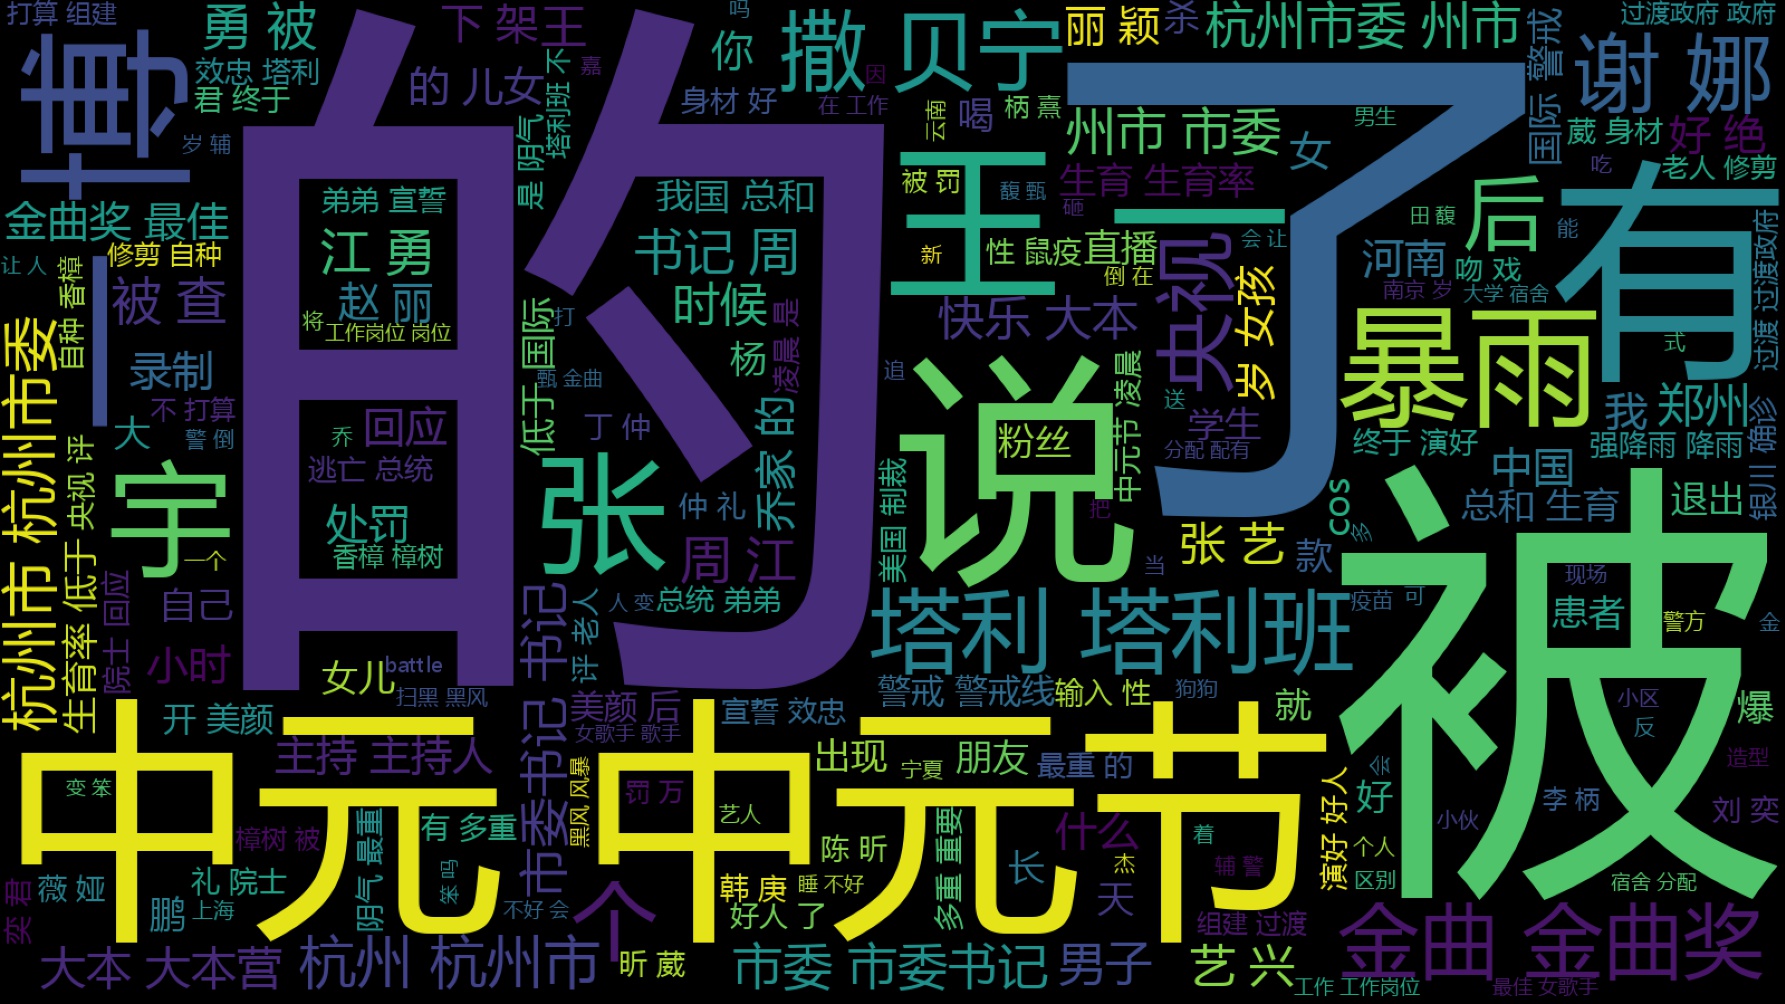 打算 组建
勇 被
下 架王
吗
你
撒 贝宁
丽 颖
杀
杭州市委 州市
过渡政府 政府
国际 警戒
谢 娜
博
效忠 塔利
君 终于
岁 辅
的 儿女
塔利班 不
嘉
身材 好
因
在 工作
云南
喝
柄 熹
州市 市委
男生
女
葳 身材
好 绝
的
是 阴气
了
王一
被 罚
馥 甄
生育 生育率
砸
田 馥
后
吃
老人 修剪
有
能
过渡 过渡政府
金曲奖 最佳
弟弟 宣誓
我国 总和
江 勇
书记 周
新
性 鼠疫
直播
倒 在
央视
会 让
岁 女孩
河南
吻 戏
南京 岁
大学 宿舍
修剪 自种
让 人
自种 香樟
一
被 查
赵 丽
将
工作岗位 岗位
低于 国际
打
时候
凌晨 是
快乐 大本
暴雨
式
杭州市 杭州市委
录制
杨
甄 金曲
追
说
粉丝
中元节 凌晨
送
学生
分配 配有
我
郑州
银川 确诊
不 打算
大
警 倒
乔
回应
丁 仲
乔家 的
终于 演好
强降雨 降雨
央视 评
逃亡 总统
张
仲 礼
美国 制裁
把
cos
多
中国
总和 生育
退出
宇
处罚
一个
香樟 樟树
周 江
张 艺
款
被
生育率 低于
院士 回应
自己
市委书记 书记
评 老人
人 变
总统 弟弟
当
塔利 塔利班
疫苗
可
现场
患者
警方
金
小时
女儿
battle
扫黑 黑风
警戒 警戒线
输入 性
狗狗
就
小区
反
爆
开 美颜
美颜 后
女歌手 歌手
宣誓 效忠
中元 中元节
主持 主持人
出现
宁夏
朋友
最重 的
造型
变 笨
黑风 风暴
罚 万
艺人
会
好
李 柄
刘 奕
小伙
樟树 被
阴气 最重
有 多重
笨 吗
陈 昕
多重 重要
什么
着
杰
辅 警
演好 好人
个人
区别
奕 君
薇 娅
礼 院士
鹏
上海
不好 会
个
韩 庚
睡 不好
好人 了
长
天
宿舍 分配
组建 过渡
大本 大本营
杭州 杭州市
昕 葳
市委 市委书记
男子
艺 兴
金曲 金曲奖
工作 工作岗位
最佳 女歌手